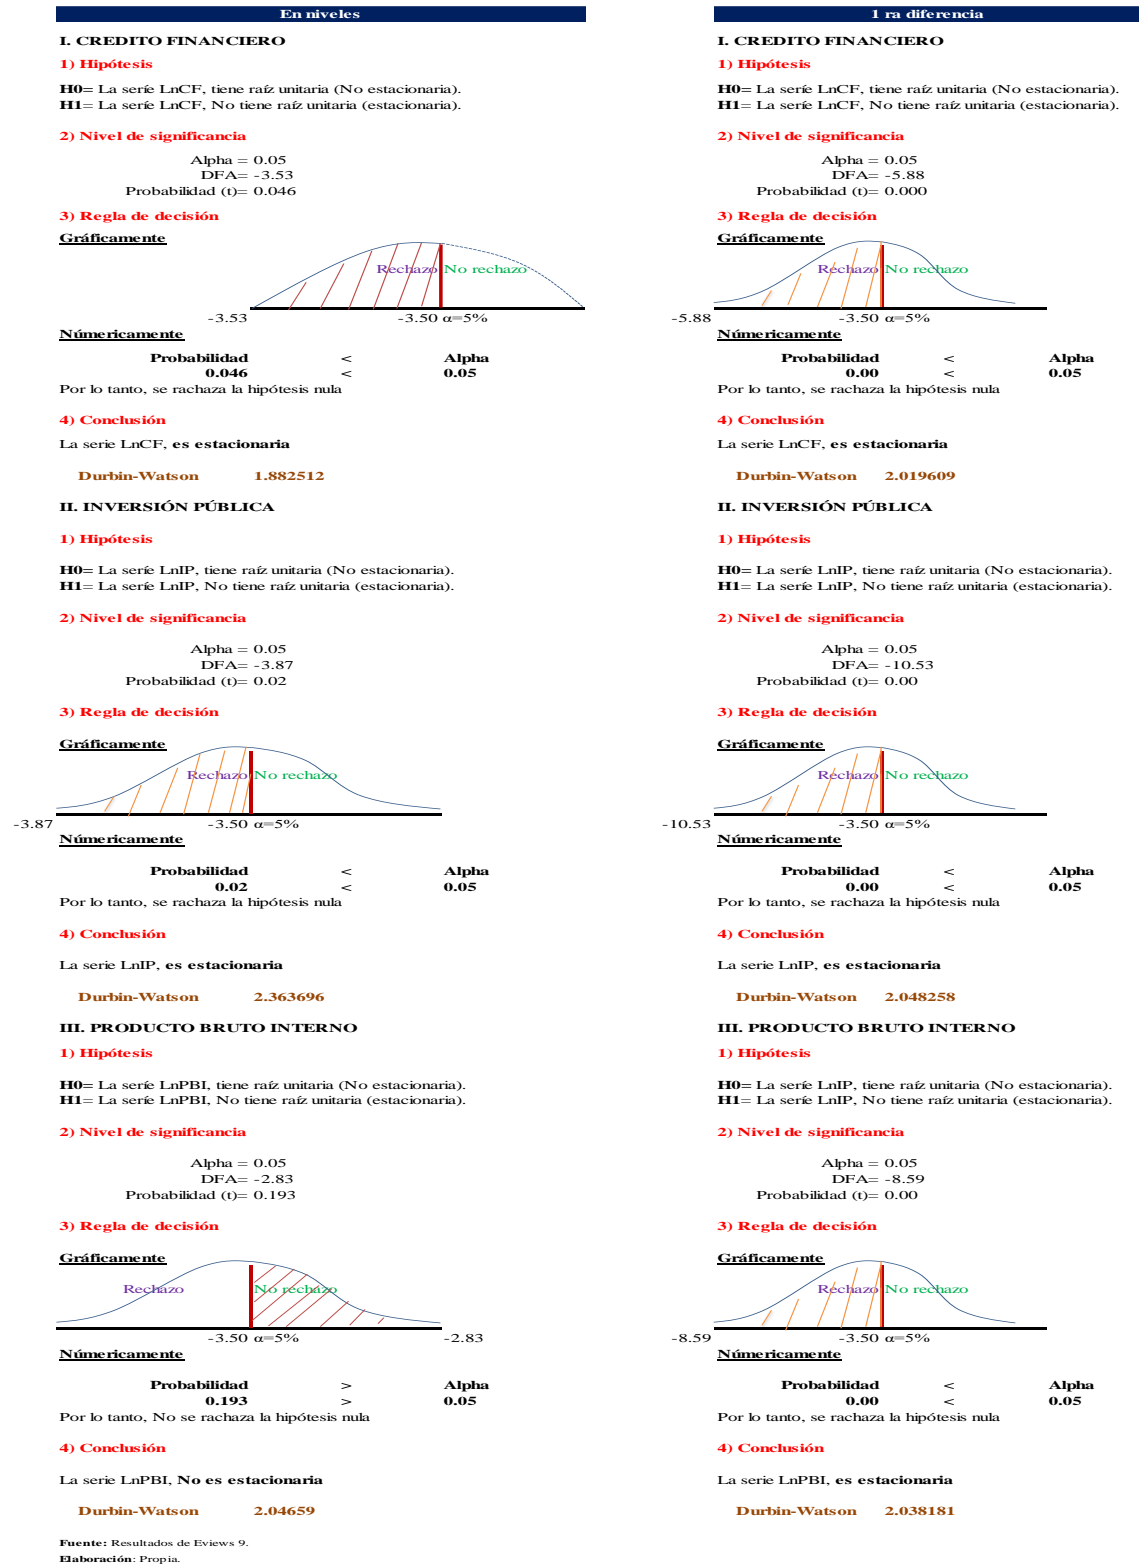 En niveles
I. CREDITO FINANCIERO
1) Hipótesis
H0= La seríe LnCF, tiene raíz unitaria (No estacionaria).
H1= La seríe LnCF, No tiene raíz unitaria (estacionaria).
2) Nivel de significancia
Alpha = 0.05
DFA= -3.53
Probabilidad (t)= 0.046
3) Regla de decisión
Gráficamente
Rechazo No rechazo
-3.53 -3.50 α=5%
Númericamente
Probabilidad < Alpha
0.046 < 0.05
Por lo tanto, se rachaza la hipótesis nula
4) Conclusión
La serie LnCF, es estacionaria
Durbin-Watson 1.882512
II. INVERSIÓN PÚBLICA
1) Hipótesis
H0= La seríe LnIP, tiene raíz unitaria (No estacionaria).
H1= La seríe LnIP, No tiene raíz unitaria (estacionaria).
2) Nivel de significancia
Alpha = 0.05
DFA= -3.87
Probabilidad (t)= 0.02
3) Regla de decisión
Gráficamente
Rechazo No rechazo
-3.87 -3.50 α=5%
Númericamente
Probabilidad < Alpha
0.02 < 0.05
Por lo tanto, se rachaza la hipótesis nula
4) Conclusión
La serie LnIP, es estacionaria
Durbin-Watson 2.363696
III. PRODUCTO BRUTO INTERNO
1) Hipótesis
H0= La seríe LnPBI, tiene raíz unitaria (No estacionaria).
H1= La seríe LnPBI, No tiene raíz unitaria (estacionaria).
2) Nivel de significancia
Alpha = 0.05
DFA= -2.83
Probabilidad (t)= 0.193
3) Regla de decisión
Gráficamente
Rechazo No rechazo
-3.50 α=5% -2.83
Númericamente
Probabilidad > Alpha
0.193 > 0.05
Por lo tanto, No se rachaza la hipótesis nula
4) Conclusión
La serie LnPBI, No es estacionaria
Durbin-Watson 2.04659
Fuente: Resultados de Eviews 9.
Elaboración: Propia.
1 ra diferencia
I. CREDITO FINANCIERO
1) Hipótesis
H0= La seríe LnCF, tiene raíz unitaria (No estacionaria).
H1= La seríe LnCF, No tiene raíz unitaria (estacionaria).
2) Nivel de significancia
Alpha = 0.05
DFA= -5.88
Probabilidad (t)= 0.000
3) Regla de decisión
Gráficamente
Rechazo No rechazo
-5.88 -3.50 α=5%
Númericamente
Probabilidad < Alpha
0.00 < 0.05
Por lo tanto, se rachaza la hipótesis nula
4) Conclusión
La serie LnCF, es estacionaria
Durbin-Watson 2.019609
II. INVERSIÓN PÚBLICA
1) Hipótesis
H0= La seríe LnIP, tiene raíz unitaria (No estacionaria).
H1= La seríe LnIP, No tiene raíz unitaria (estacionaria).
2) Nivel de significancia
Alpha = 0.05
DFA= -10.53
Probabilidad (t)= 0.00
3) Regla de decisión
Gráficamente
Rechazo No rechazo
-10.53 -3.50 α=5%
Númericamente
Probabilidad < Alpha
0.00 < 0.05
Por lo tanto, se rachaza la hipótesis nula
4) Conclusión
La serie LnIP, es estacionaria
Durbin-Watson 2.048258
III. PRODUCTO BRUTO INTERNO
1) Hipótesis
H0= La seríe LnIP, tiene raíz unitaria (No estacionaria).
H1= La seríe LnIP, No tiene raíz unitaria (estacionaria).
2) Nivel de significancia
Alpha = 0.05
DFA= -8.59
Probabilidad (t)= 0.00
3) Regla de decisión
Gráficamente
Rechazo No rechazo
-8.59 -3.50 α=5%
Númericamente
Probabilidad < Alpha
0.00 < 0.05
Por lo tanto, se rachaza la hipótesis nula
4) Conclusión
La serie LnPBI, es estacionaria
Durbin-Watson 2.038181